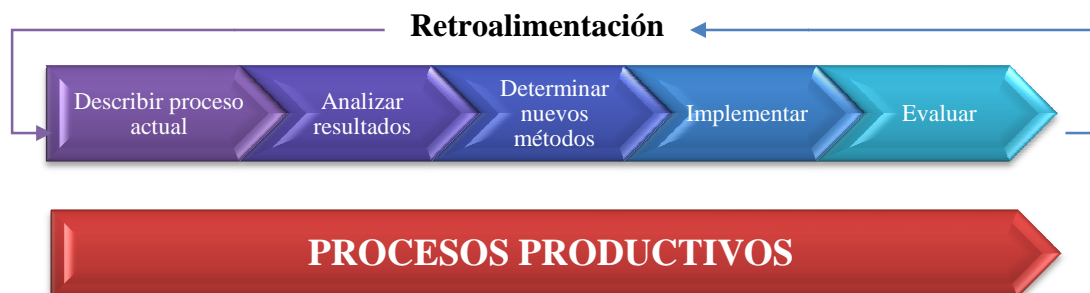 Retroalimentación
Describir proceso
actual
Analizar
resultados
Determinar
nuevos
métodos
Implementar
Evaluar
PROCESOS PRODUCTIVOS